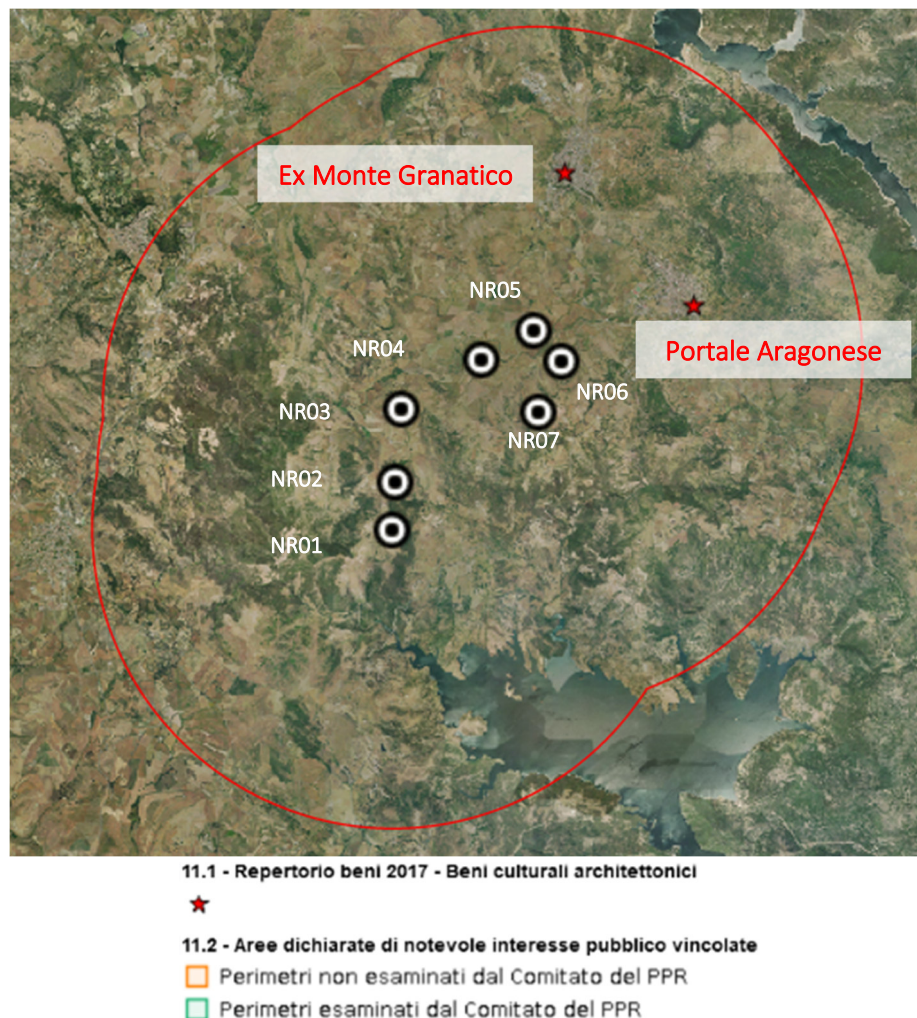 Ex Monte Granatico
NR05
NR04
Portale Aragonese
NR06
NR03
NR07
NR02
NR01
11.1 - Repertorio beni 2017 - Beni culturali architettonici
11.2 - Aree dichiarate di notevole interesse pubblico vincolate
Perimetri non esaminati dal Comitato del PPR
Perimetri esaminati dal Comitato del PPR